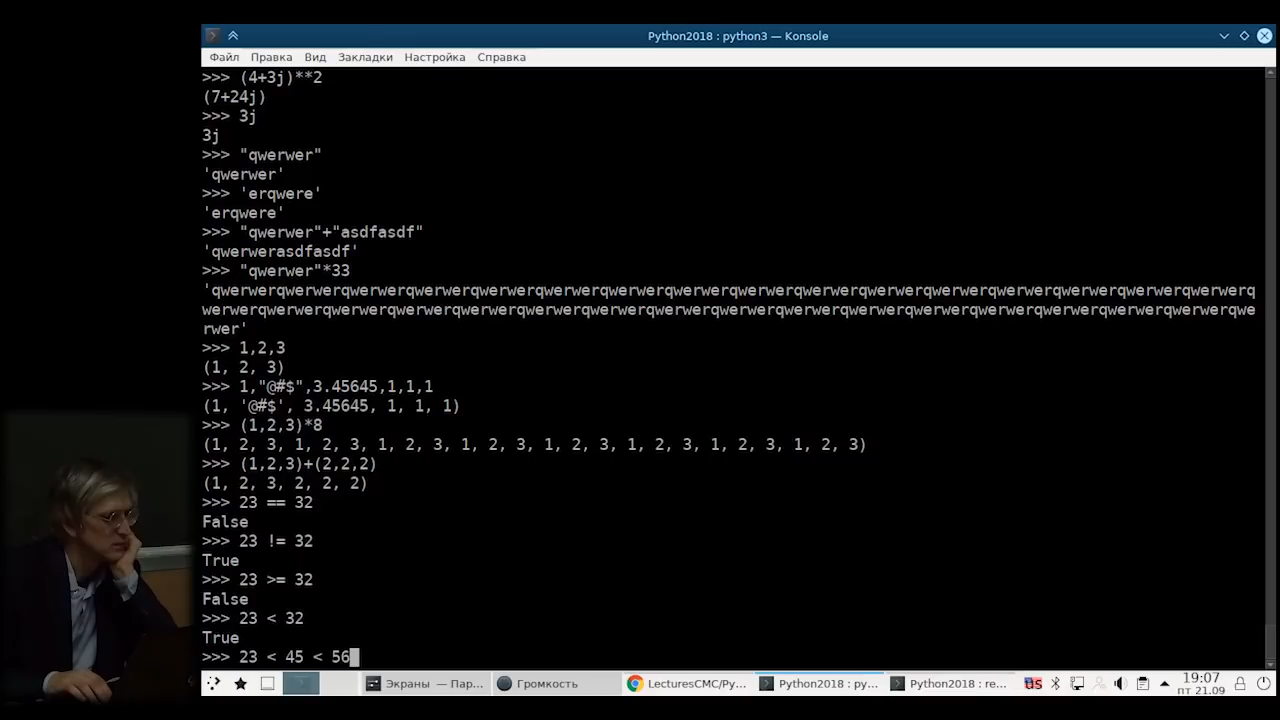 Python2018 : python3 — Konsole
Файл Правка Вид Закладки Настройка Справка
>>> (4+3j)**2
(7+24j)
>>> 3j
3j
>>> "qwerwer"
'qwerwer'
>>> 'erqwere'
'erqwere'
>>> "qwerwer"+"asdfasdf"
'qwerwerasdfasdf'
>>> "qwerwer"*33
'qwerwerqwerwerqwerwerqwerwerqwerwerqwerwerqwerwerqwerwerqwerwerqwerwerqwerwerqwerwerqwerwerqwerwerqwerwerqwerwerq
werwerqwerwerqwerwerqwerwerqwerwerqwerwerqwerwerqwerwerqwerwerqwerwerqwerwerqwerwerqwerwerqwerwerqwerwerqwerwerqwe
rwer'
>>> 1,2,3
(1, 2, 3)
>>> 1,"@#$",3.45645,1,1,1
(1, '@#$', 3.45645, 1, 1, 1)
>>> (1,2,3)*8
(1, 2, 3, 1, 2, 3, 1, 2, 3, 1, 2, 3, 1, 2, 3, 1, 2, 3, 1, 2, 3, 1, 2, 3)
>>> (1,2,3)+(2,2,2)
(1, 2, 3, 2, 2, 2)
>>> 23 == 32
False
>>> 23 != 32
True
>>> 23 >= 32
False
>>> 23 < 32
True
>>> 23 < 45 < 56
Экраны — Пар... Громкость LecturesCMC/Py... Python2018 : py... Python2018 : re... us 19:07
пт 21.09